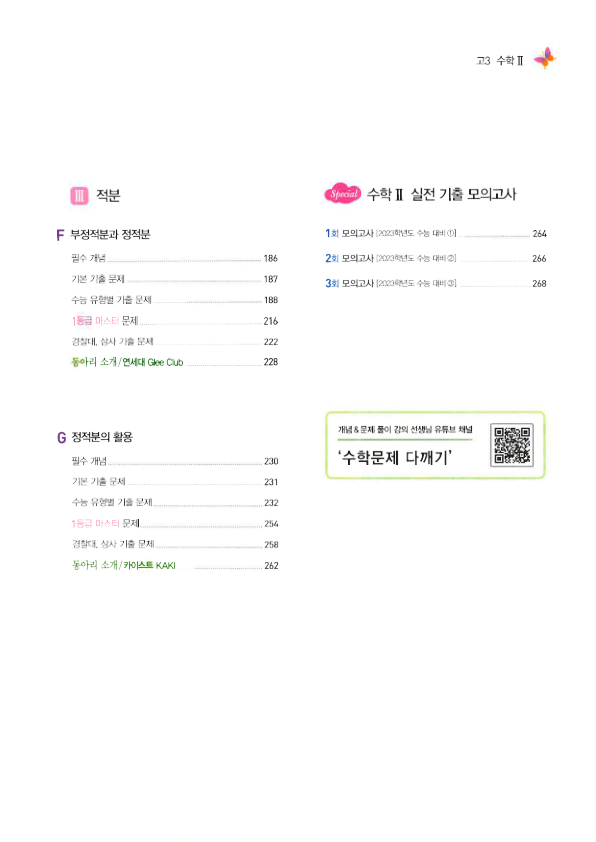 고3 수학 Ⅱ
Ⅲ 적분
F 부정적분과 정적분
필수 개념 186
기본 기출 문제 187
수능 유형별 기출 문제 188
1등급 마스터 문제 216
경찰대, 삼사 기출 문제 222
동아리 소개 / 연세대 Glee Club 228
G 정적분의 활용
필수 개념 230
기본 기출 문제 231
수능 유형별 기출 문제 232
1등급 마스터 문제 254
경찰대, 삼사 기출 문제 258
동아리 소개 / 카이스트 KAKI 262
Special 수학 Ⅱ 실전 기출 모의고사
1회 모의고사 [2023학년도 수능 대비 ①] 264
2회 모의고사 [2023학년도 수능 대비 ②] 266
3회 모의고사 [2023학년도 수능 대비 ③] 268
개념 & 문제 풀이 강의 선생님 유튜브 채널
‘수학문제 다깨기’